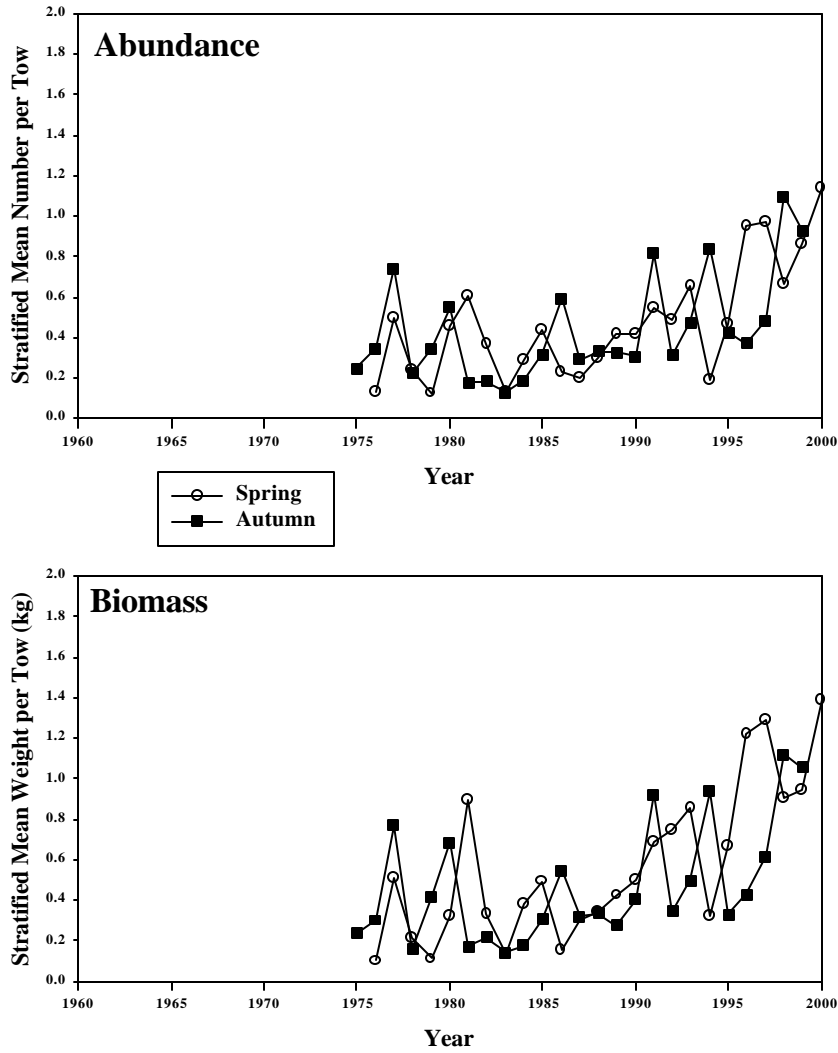 Abundance
Stratified Mean Number per Tow
2.0
1.8
1.6
1.4
1.2
1.0
0.8
0.6
0.4
0.2
0.0
1960 1965 1970 1975 1980 1985 1990 1995 2000
Year
Spring
Autumn
Biomass
Stratified Mean Weight per Tow (kg)
2.0
1.8
1.6
1.4
1.2
1.0
0.8
0.6
0.4
0.2
0.0
1960 1965 1970 1975 1980 1985 1990 1995 2000
Year